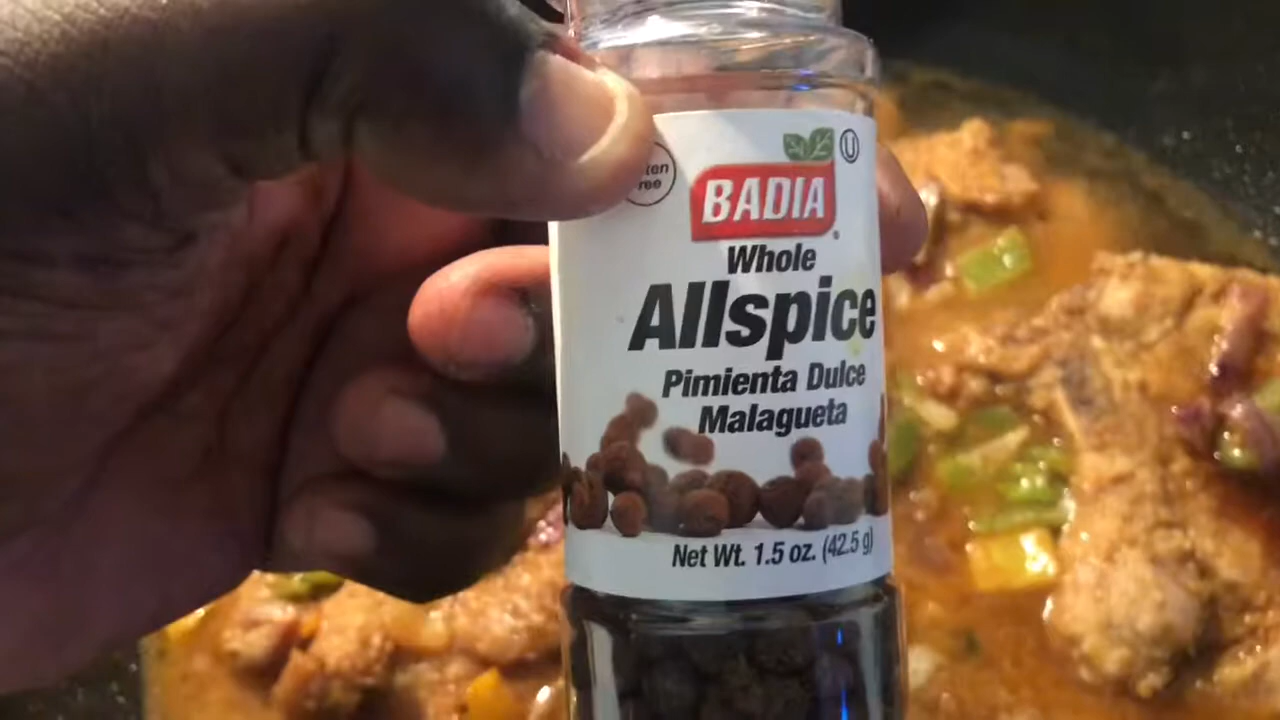 Ⓤ
BADIA
Whole
Allspice
Pimienta Dulce
Malagueta
Net Wt. 1.5 oz. (42.5 g)